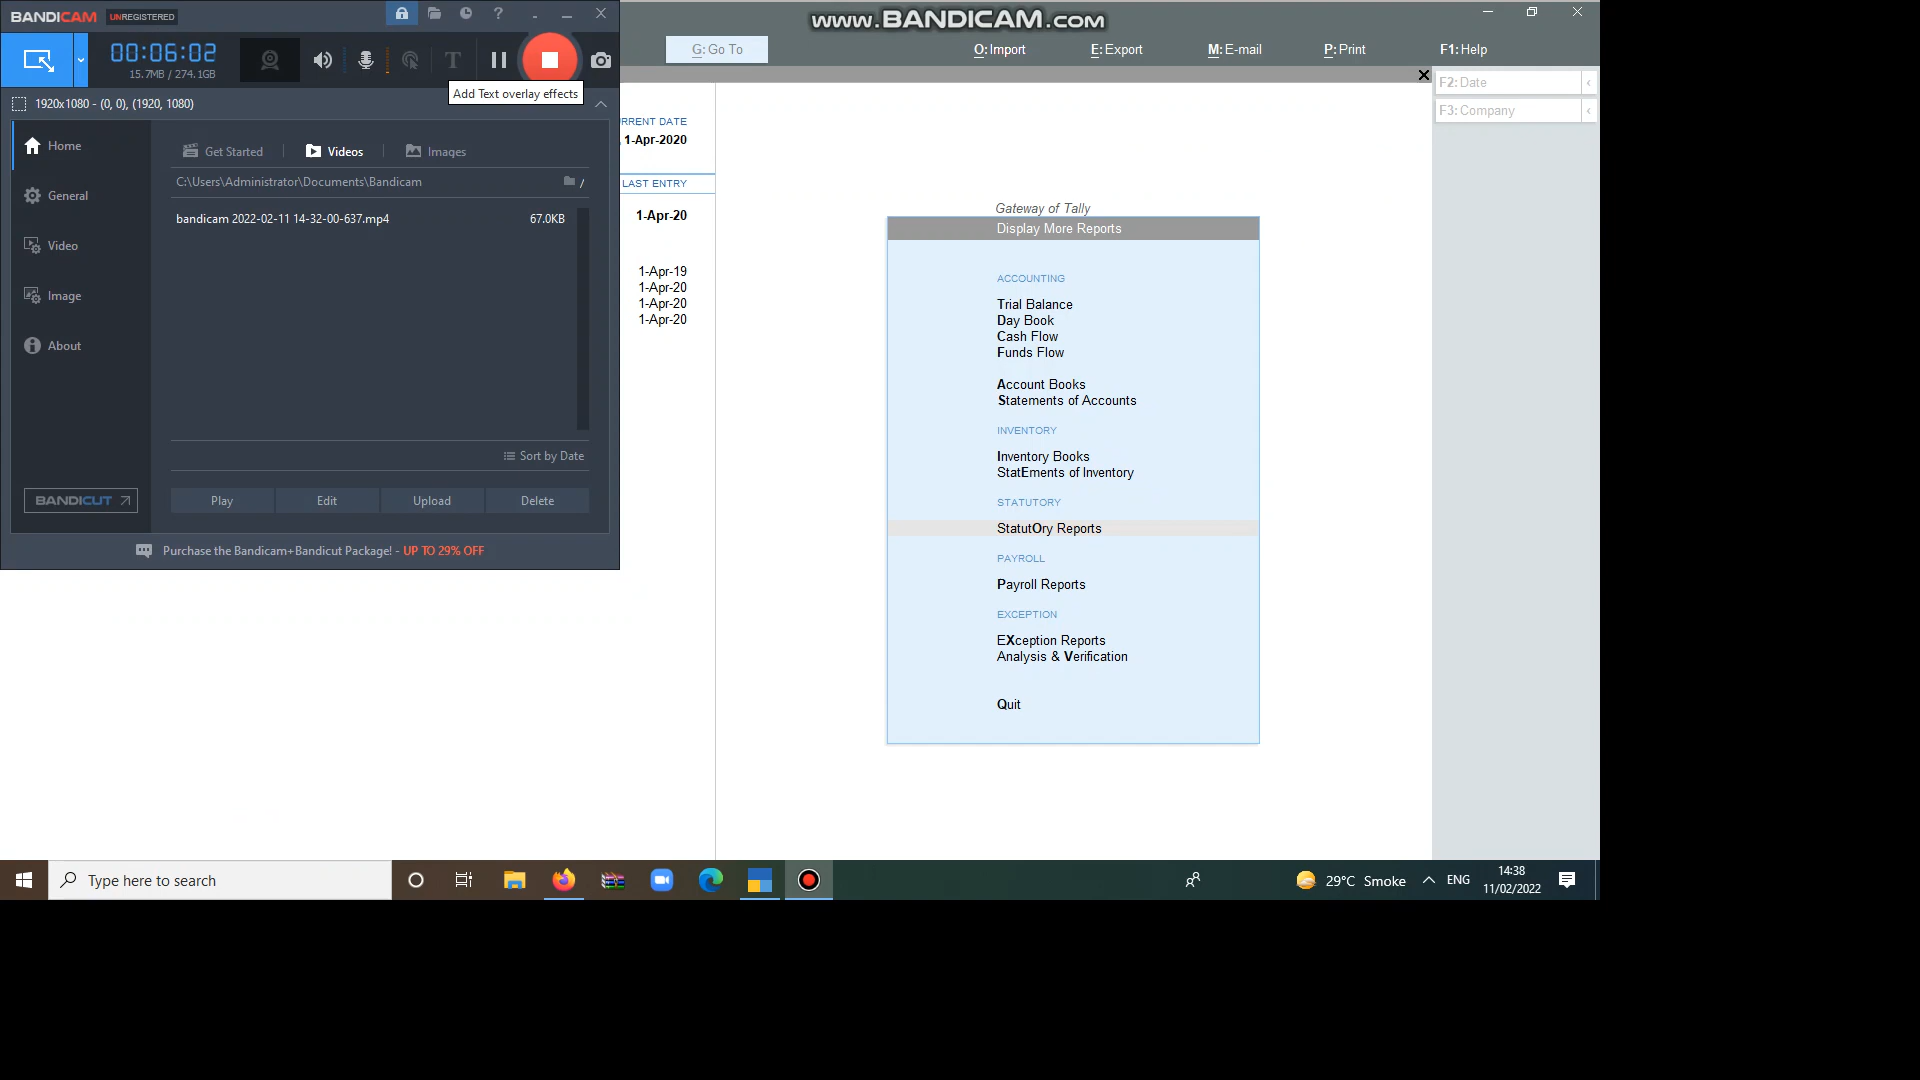 BANDICAM UNREGISTERED
00:06:02
15.7MB / 274.1GB
Add Text overlay effects
1920x1080 - (0, 0), (1920, 1080)
Home
General
Video
Image
About
BANDICUT
Get Started
Videos
Images
C:\Users\Administrator\Documents\Bandicam
/
bandicam 2022-02-11 14-32-00-637.mp4 67.0KB
Sort by Date
Play Edit Upload Delete
Purchase the Bandicam+Bandicut Package! - UP TO 29% OFF
www.BANDICAM.com
G: Go To O: Import E: Export M: E-mail P: Print F1: Help
F2: Date
F3: Company
RRENT DATE
1-Apr-2020
LAST ENTRY
1-Apr-20
1-Apr-19
1-Apr-20
1-Apr-20
1-Apr-20
Gateway of Tally
Display More Reports
ACCOUNTING
Trial Balance
Day Book
Cash Flow
Funds Flow
Account Books
Statements of Accounts
INVENTORY
Inventory Books
StatEments of Inventory
STATUTORY
StatutOry Reports
PAYROLL
Payroll Reports
EXCEPTION
EXception Reports
Analysis & Verification
Quit
Type here to search
29°C Smoke
ENG
14:38
11/02/2022